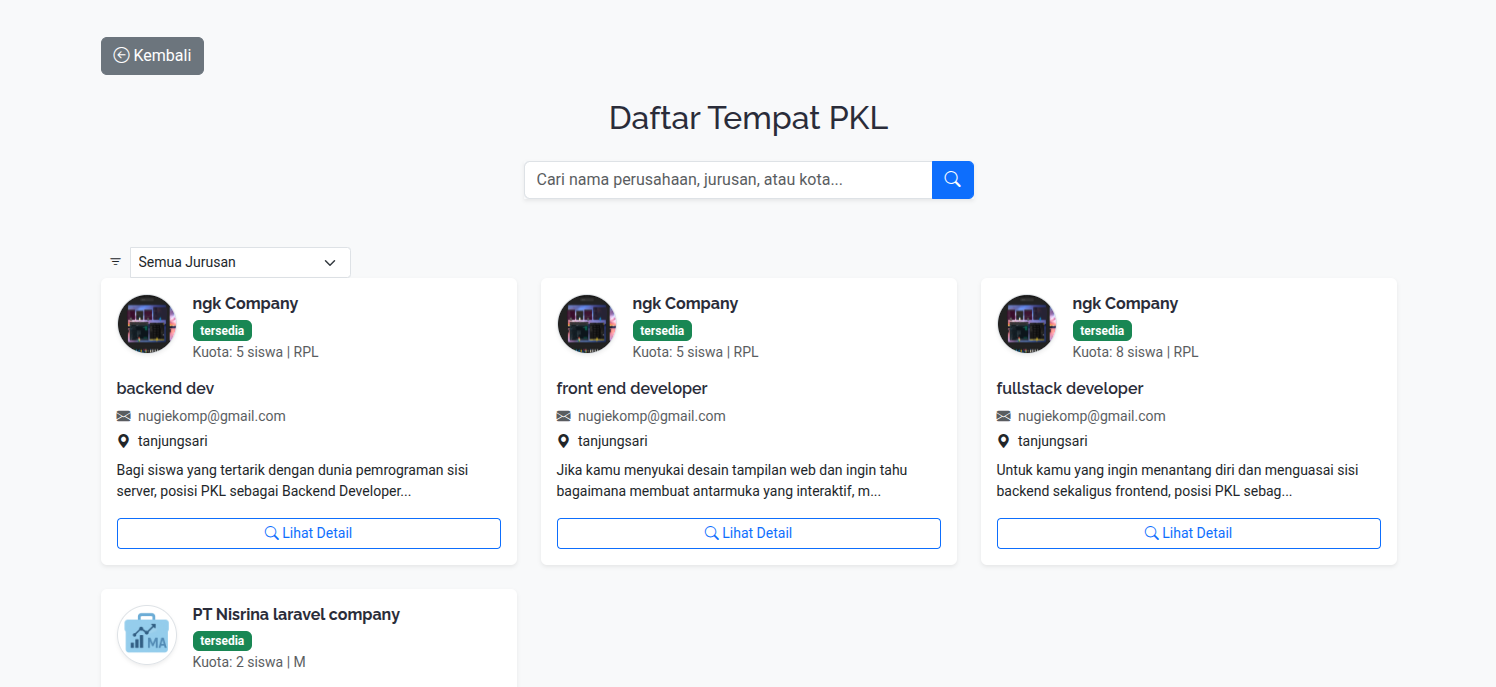 Kembali
Daftar Tempat PKL
Cari nama perusahaan, jurusan, atau kota...
Semua Jurusan
ngk Company
tersedia
Kuota: 5 siswa | RPL
backend dev
nugiekomp@gmail.com
tanjungsari
Bagi siswa yang tertarik dengan dunia pemrograman sisi
server, posisi PKL sebagai Backend Developer...
Lihat Detail
ngk Company
tersedia
Kuota: 5 siswa | RPL
front end developer
nugiekomp@gmail.com
tanjungsari
Jika kamu menyukai desain tampilan web dan ingin tahu
bagaimana membuat antarmuka yang interaktif, m...
Lihat Detail
ngk Company
tersedia
Kuota: 8 siswa | RPL
fullstack developer
nugiekomp@gmail.com
tanjungsari
Untuk kamu yang ingin menantang diri dan menguasai sisi
backend sekaligus frontend, posisi PKL sebag...
Lihat Detail
MA
PT Nisrina laravel company
tersedia
Kuota: 2 siswa | M